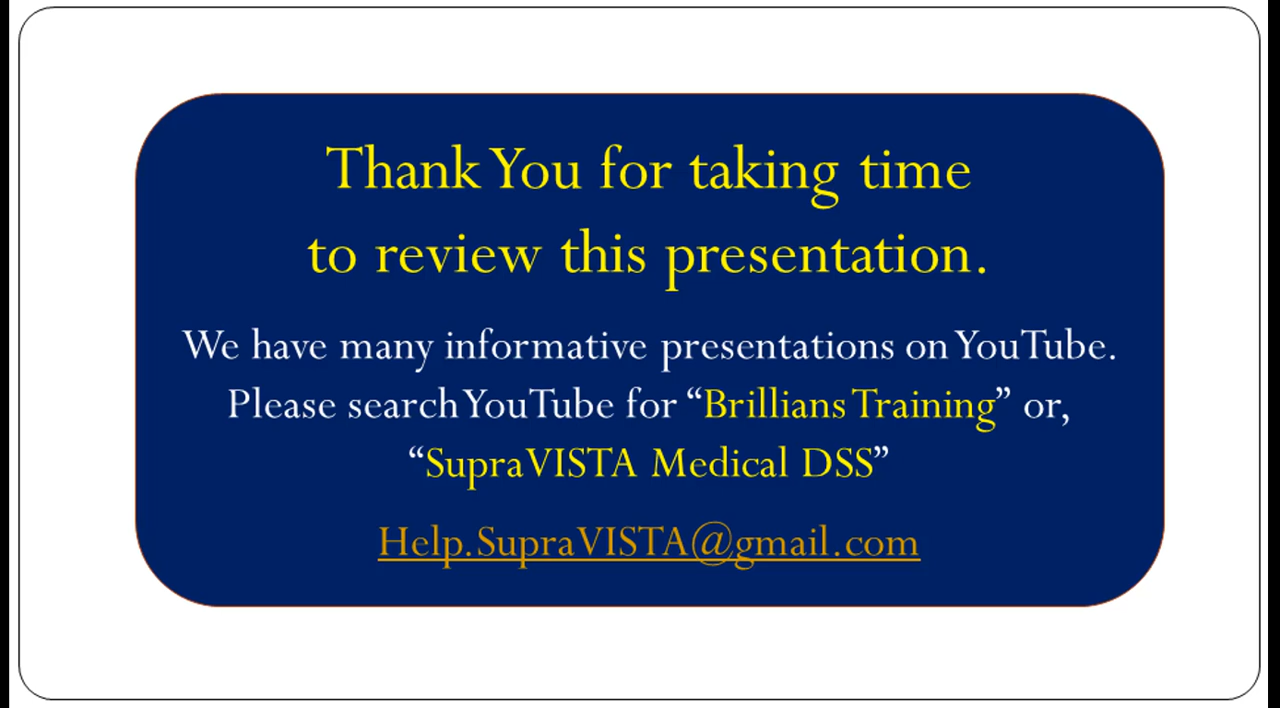 Thank You for taking time
to review this presentation.
We have many informative presentations on YouTube.
Please search YouTube for “Brillians Training” or,
“SupraVISTA Medical DSS”
Help.SupraVISTA@gmail.com